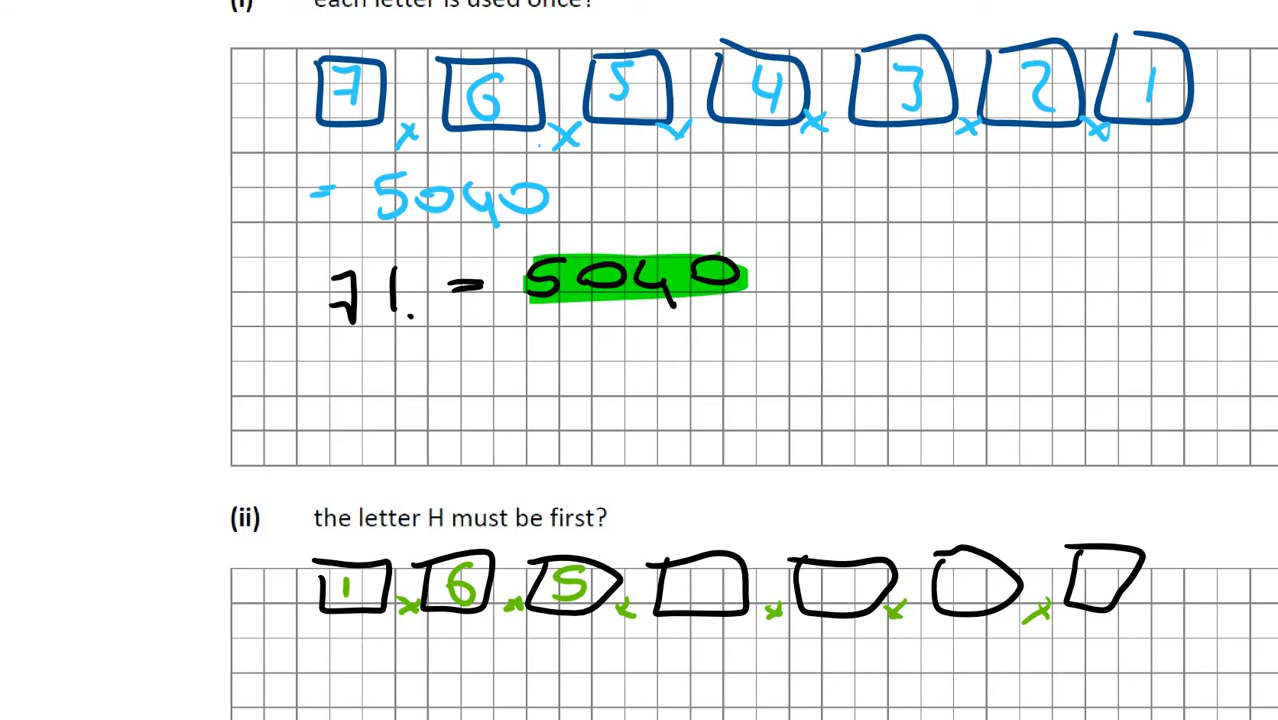 (i) each letter is used once?
7 × 6 × 5 × 4 × 3 × 2 × 1
= 5040
7! = 5040
(ii) the letter H must be first?
1 × 6 × 5 × × × ×